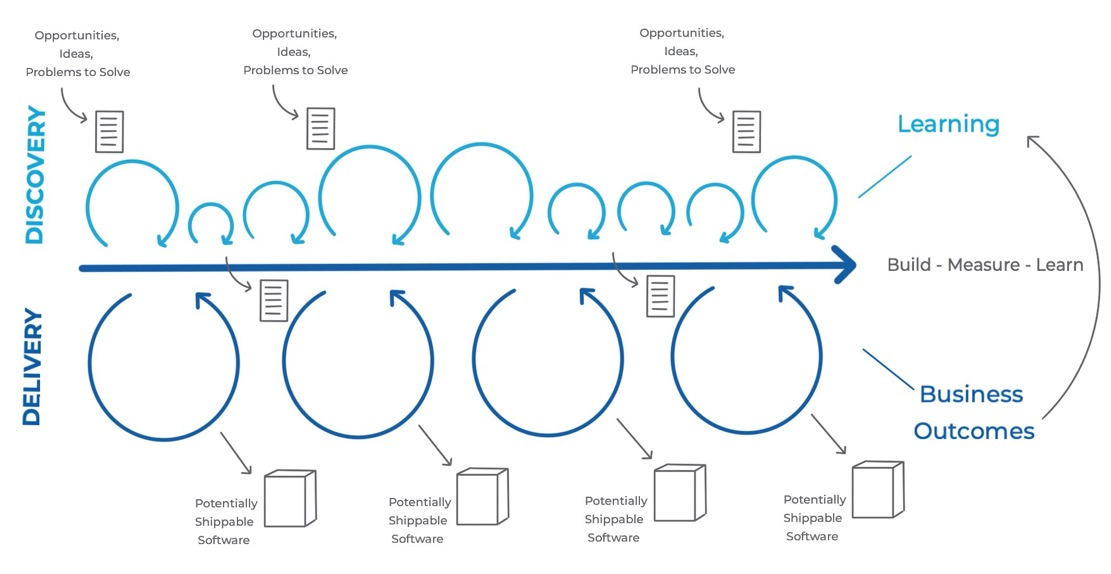 Opportunities,
Ideas,
Problems to Solve
Opportunities,
Ideas,
Problems to Solve
Opportunities,
Ideas,
Problems to Solve
DISCOVERY
Learning
Build - Measure - Learn
DELIVERY
Business
Outcomes
Potentially
Shippable
Software
Potentially
Shippable
Software
Potentially
Shippable
Software
Potentially
Shippable
Software